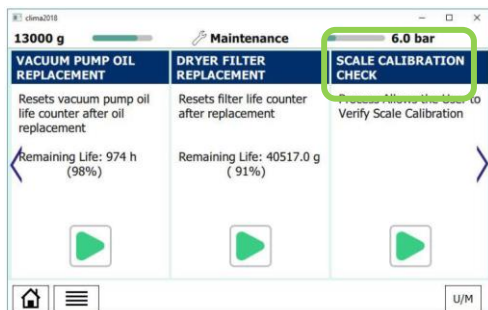 clima2018
13000 g
Maintenance
6.0 bar
VACUUM PUMP OIL
REPLACEMENT
Resets vacuum pump oil
life counter after oil
replacement
Remaining Life: 974 h
(98%)
DRYER FILTER
REPLACEMENT
Resets filter life counter
after replacement
Remaining Life: 40517.0 g
( 91%)
SCALE CALIBRATION
CHECK
Process Allows the User to
Verify Scale Calibration
U/M